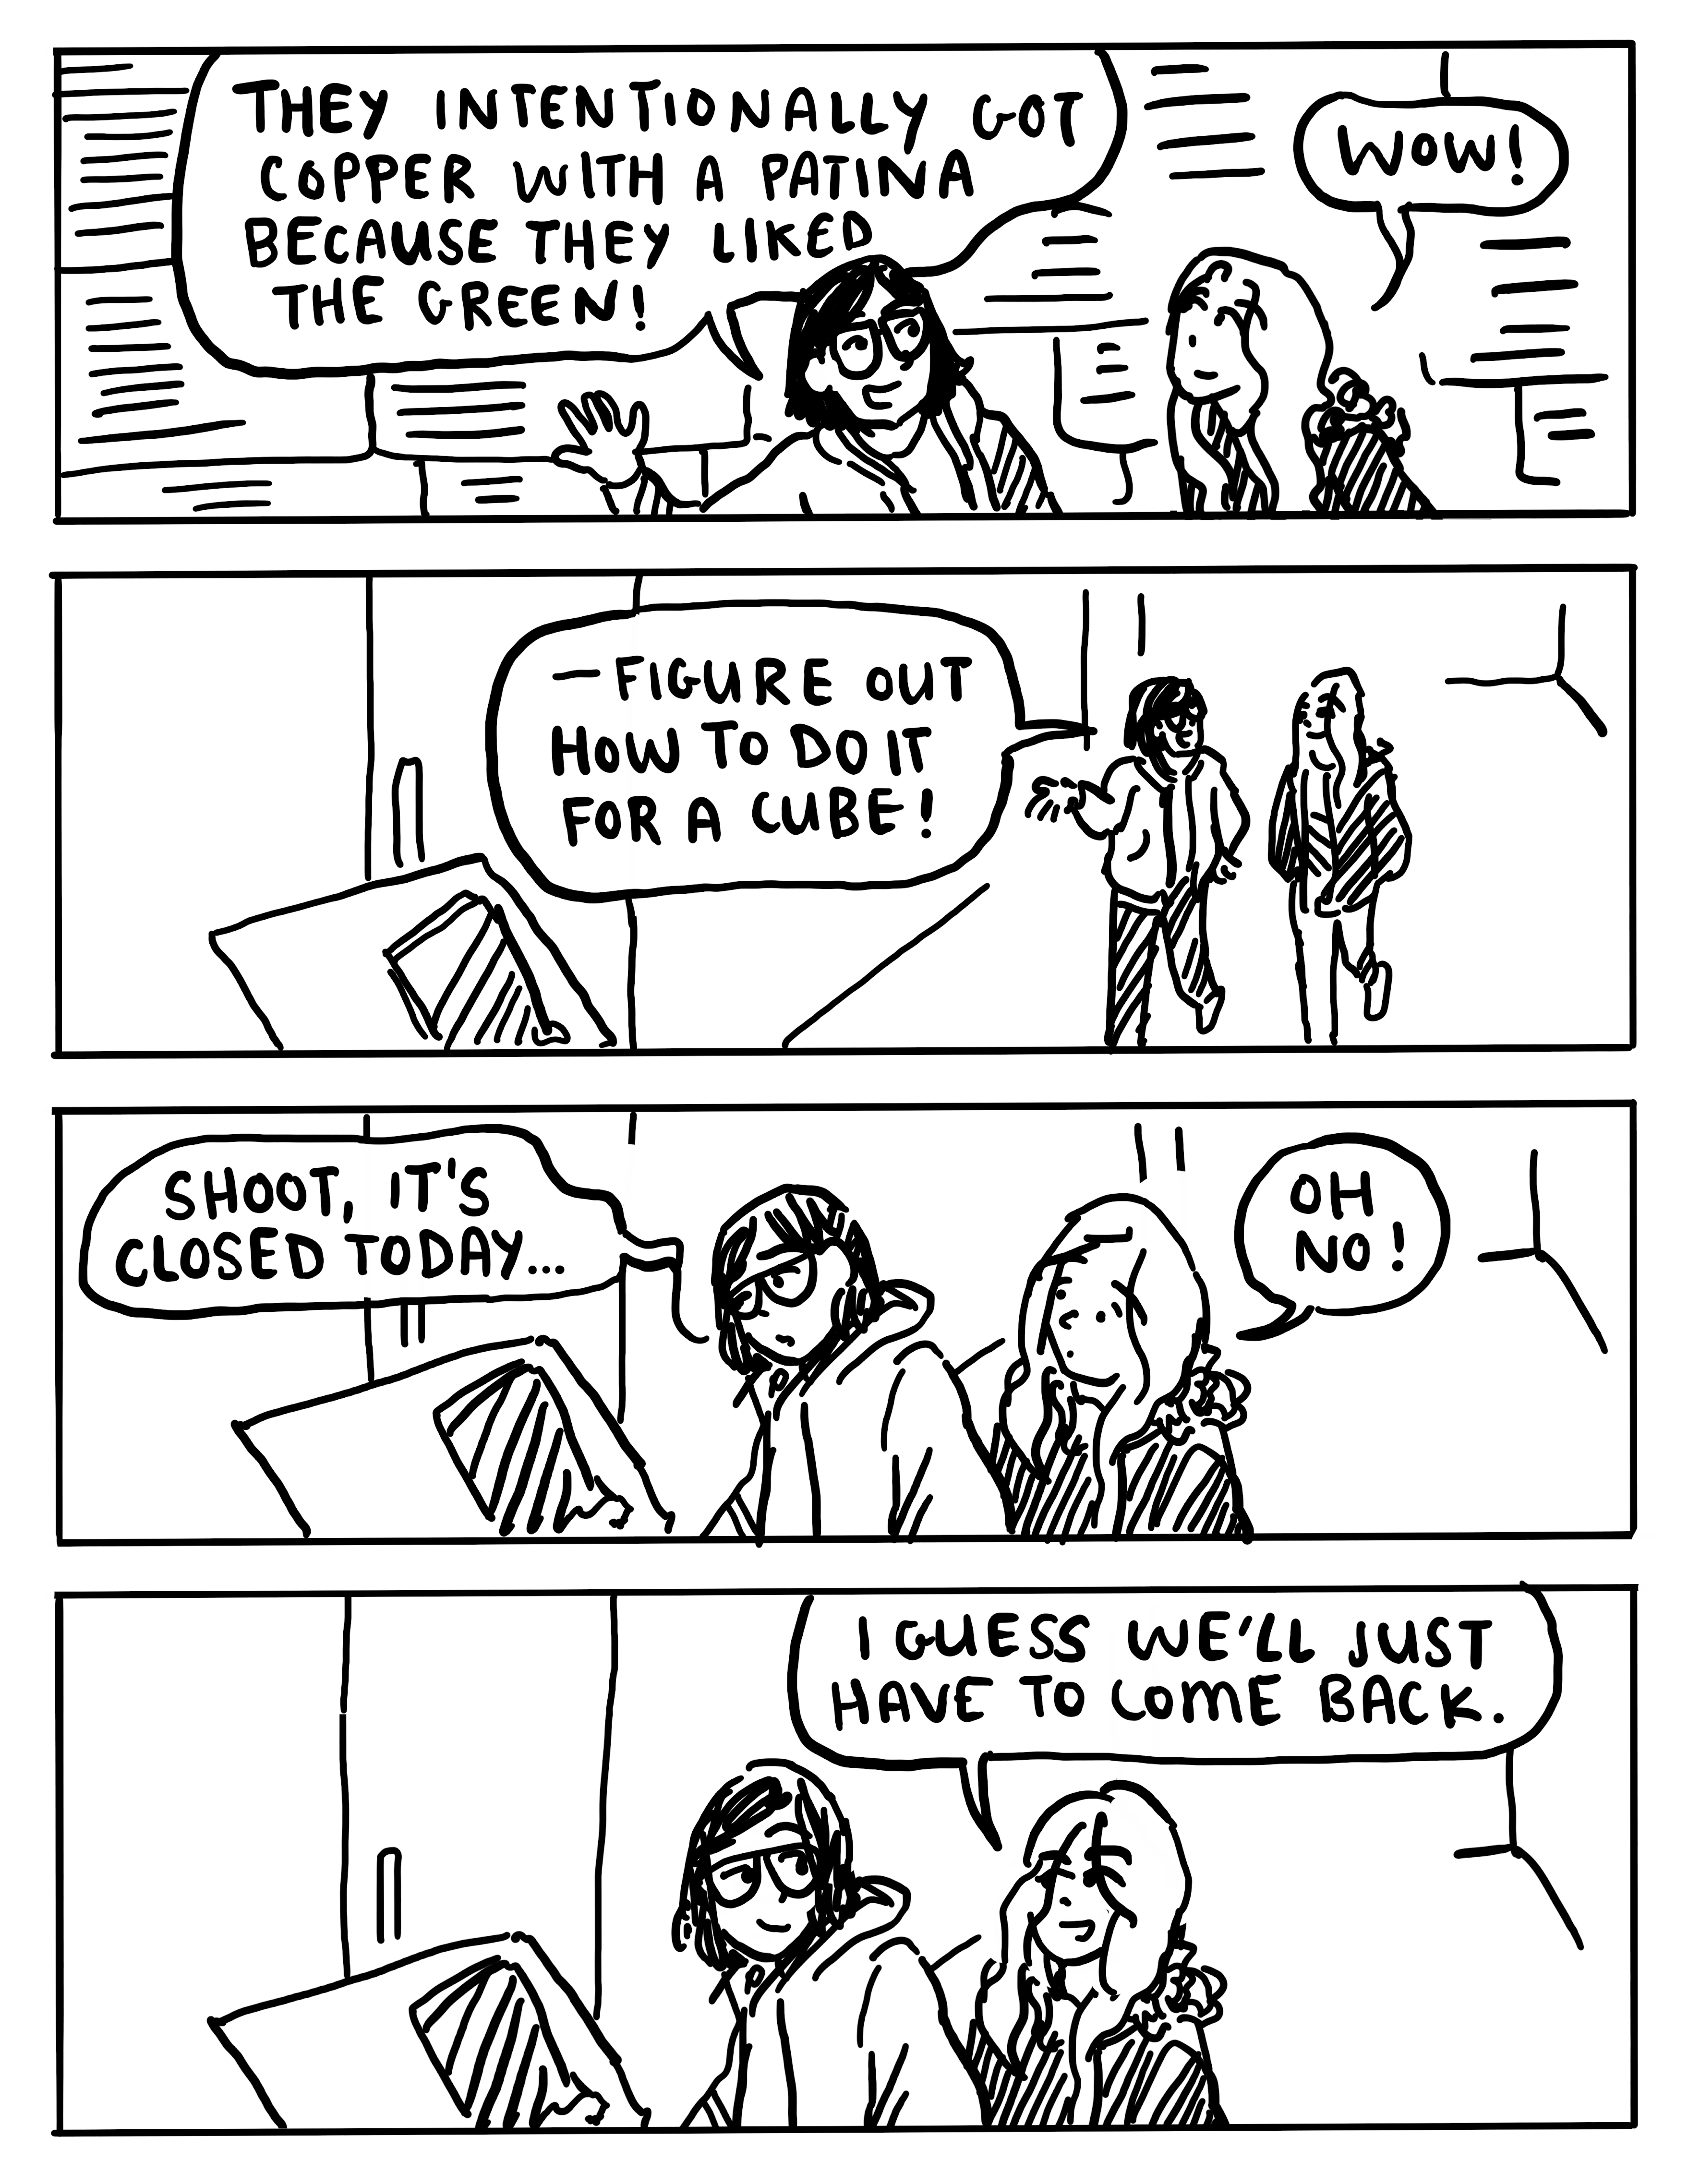 THEY INTENTIONALLY GOT
COPPER WITH A PATINA
BECAUSE THEY LIKED
THE GREEN!
WOW!
—FIGURE OUT
HOW TO DO IT
FOR A CUBE!
SHOOT, IT'S
CLOSED TODAY...
OH
NO!
I GUESS WE'LL JUST
HAVE TO COME BACK.